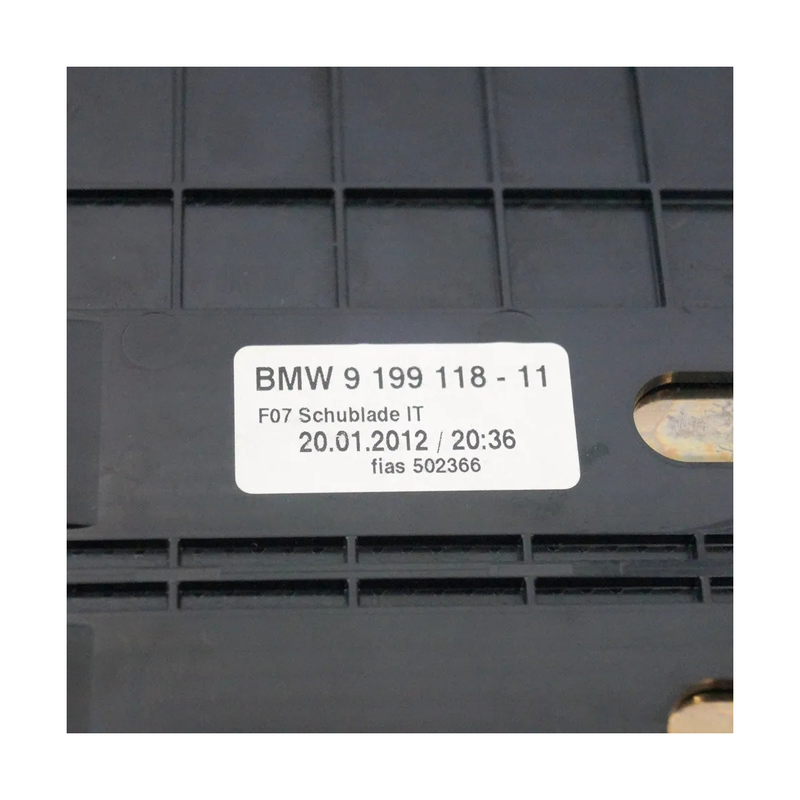 BMW 9 199 118 - 11
F07 Schublade IT
20.01.2012 / 20:36
fias 502366